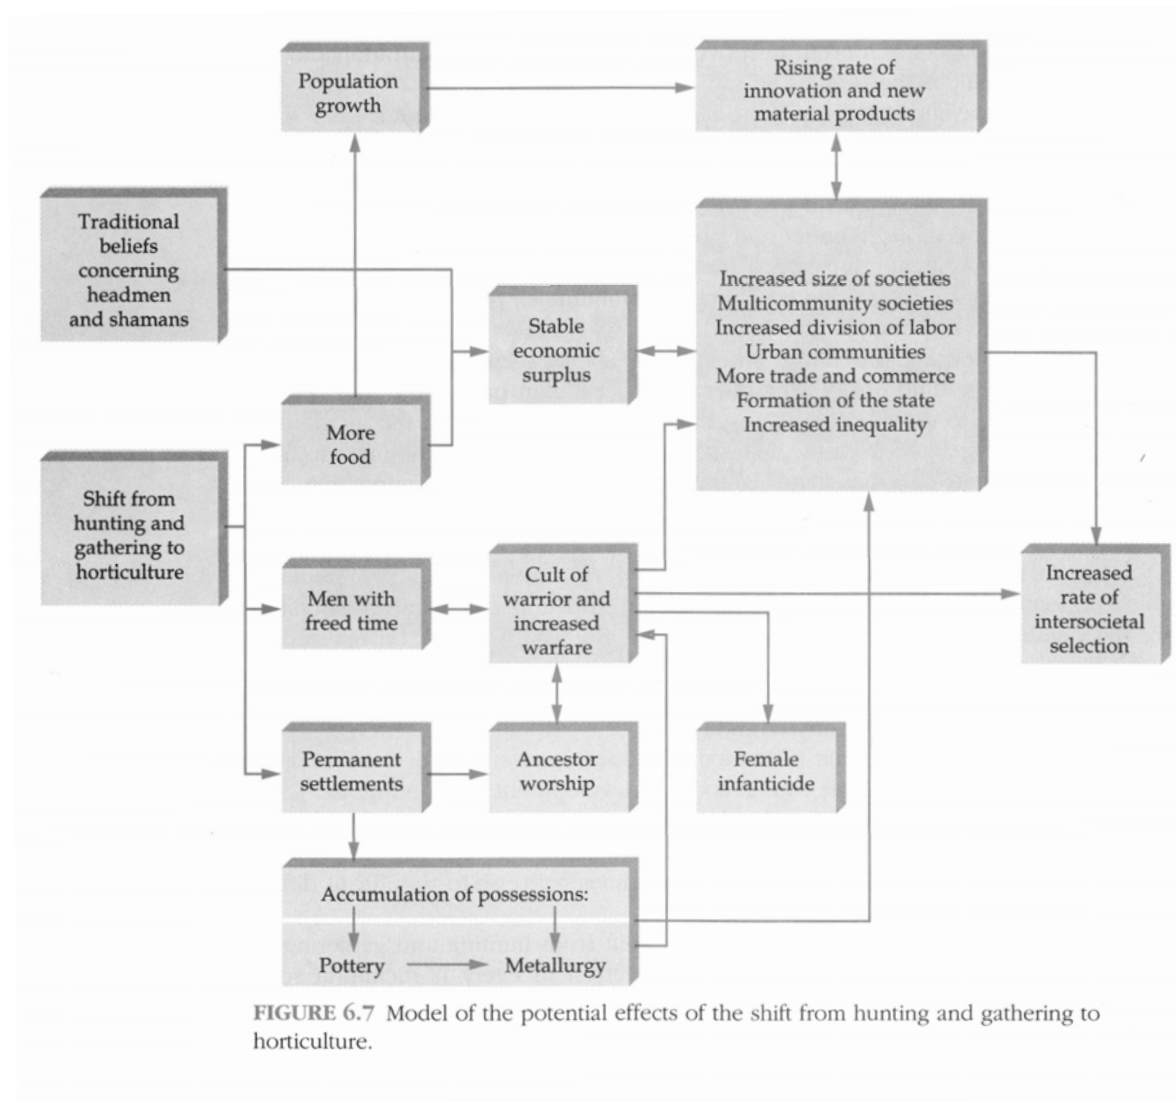 Population
growth
Rising rate of
innovation and new
material products
Traditional
beliefs
concerning
headmen
and shamans
Stable
economic
surplus
Increased size of societies
Multicommunity societies
Increased division of labor
Urban communities
More trade and commerce
Formation of the state
Increased inequality
More
food
Shift from
hunting and
gathering to
horticulture
Men with
freed time
Cult of
warrior and
increased
warfare
Increased
rate of
intersocietal
selection
Permanent
settlements
Ancestor
worship
Female
infanticide
Accumulation of possessions:
Pottery
Metallurgy
FIGURE 6.7 Model of the potential effects of the shift from hunting and gathering to
horticulture.